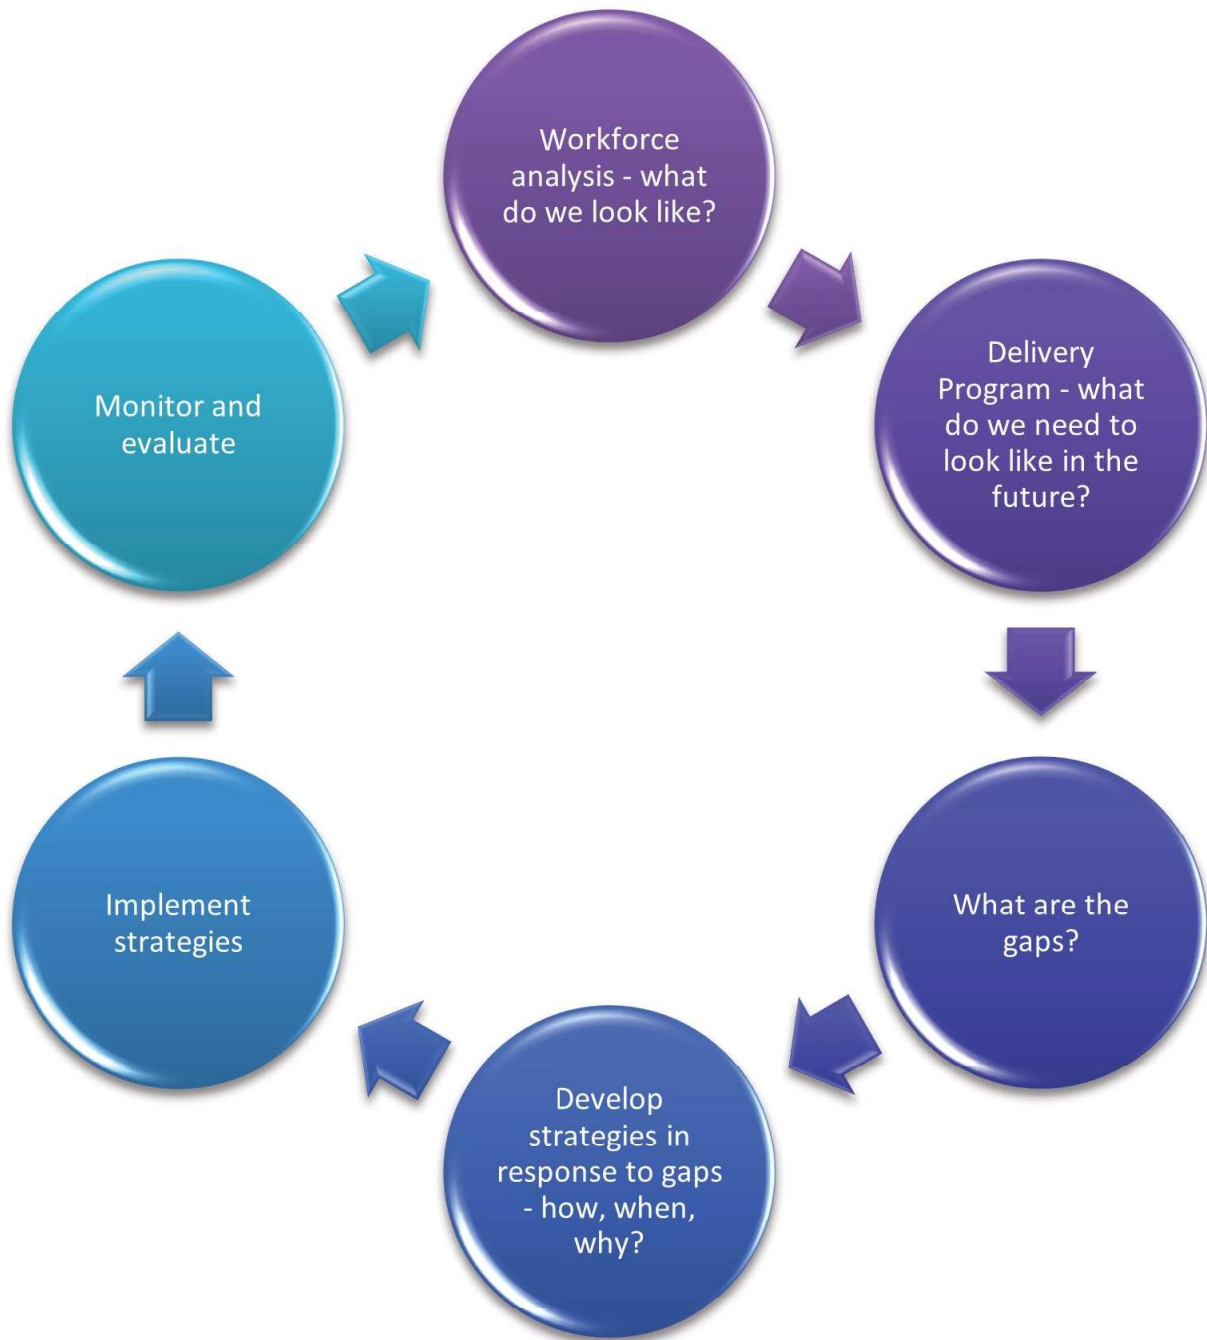 Workforce
analysis - what
do we look like?
Delivery
Program - what
do we need to
look like in the
future?
What are the
gaps?
Develop
strategies in
response to gaps
- how, when,
why?
Implement
strategies
Monitor and
evaluate